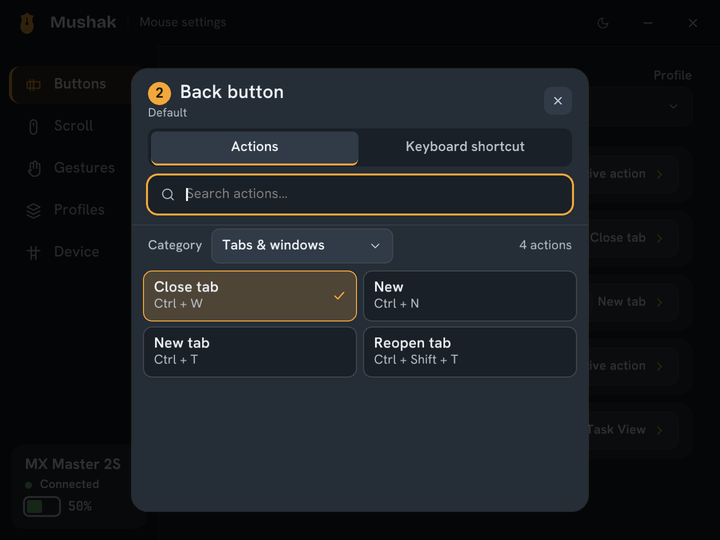 Mushak
Mouse settings
Buttons
Scroll
Gestures
Profiles
Device
MX Master 2S
Connected
50%
Profile
ive action
Close tab
New tab
ive action
Task View
2 Back button
Default
Actions
Keyboard shortcut
Search actions...
Category
Tabs & windows
4 actions
Close tab
Ctrl + W
New
Ctrl + N
New tab
Ctrl + T
Reopen tab
Ctrl + Shift + T